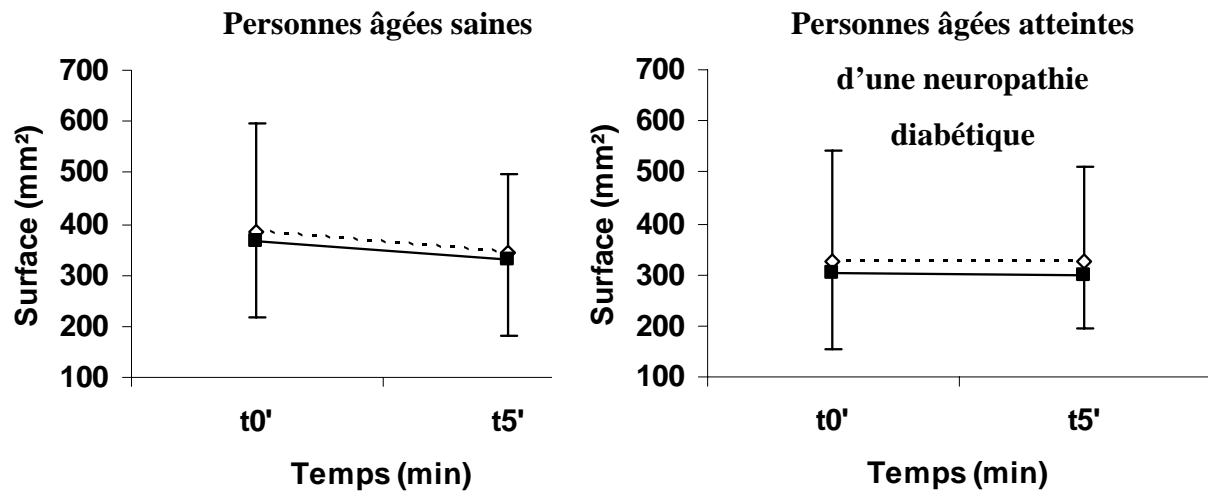 Personnes âgées saines
700
600
500
400
300
200
100
Surface (mm²)
t0' t5'
Temps (min)
Personnes âgées atteintes
d'une neuropathie
diabétique
700
600
500
400
300
200
100
Surface (mm²)
t0' t5'
Temps (min)